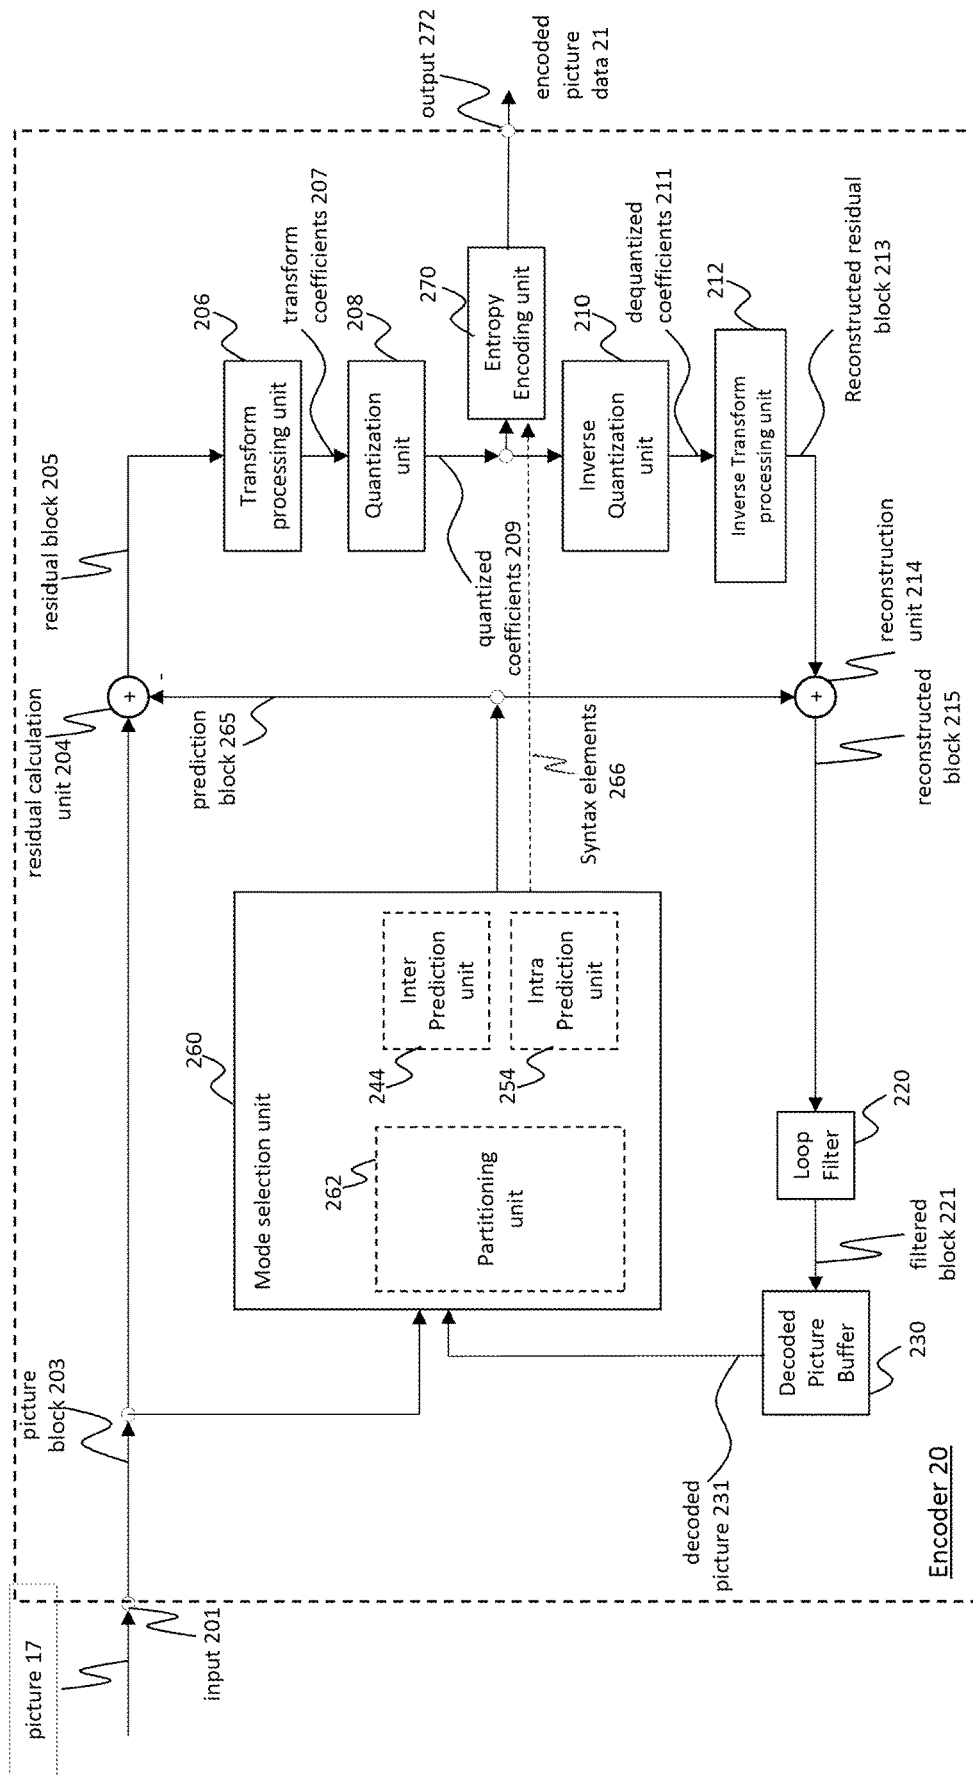 picture 17
input 201
picture
block 203
residual calculation
unit 204
residual block 205
+
-
206
Transform
processing unit
transform
coefficients 207
208
Quantization
unit
quantized
coefficients 209
270
Entropy
Encoding unit
output 272
encoded
picture
data 21
210
Inverse
Quantization
unit
dequantized
coefficients 211
212
Inverse Transform
processing unit
Reconstructed residual
block 213
prediction
block 265
Syntax elements
266
260
Mode selection unit
262
Partitioning
unit
244
Inter
Prediction
unit
254
Intra
Prediction
unit
+
reconstruction
unit 214
reconstructed
block 215
220
Loop
Filter
filtered
block 221
Decoded
Picture
Buffer
230
decoded
picture 231
Encoder 20